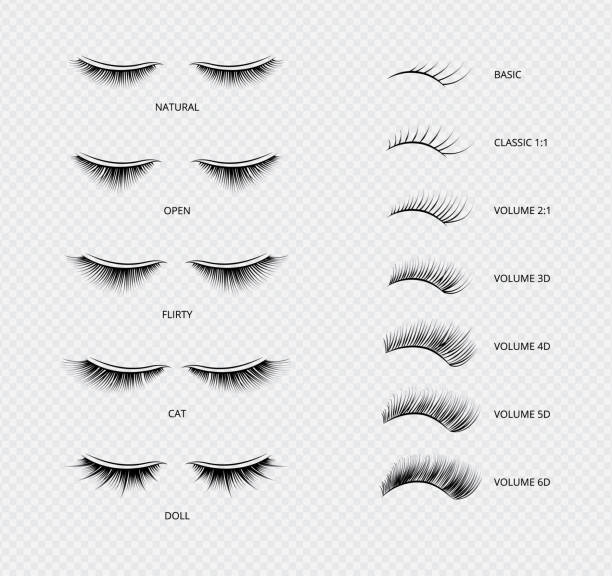 NATURAL
OPEN
FLIRTY
CAT
DOLL
BASIC
CLASSIC 1:1
VOLUME 2:1
VOLUME 3D
VOLUME 4D
VOLUME 5D
VOLUME 6D